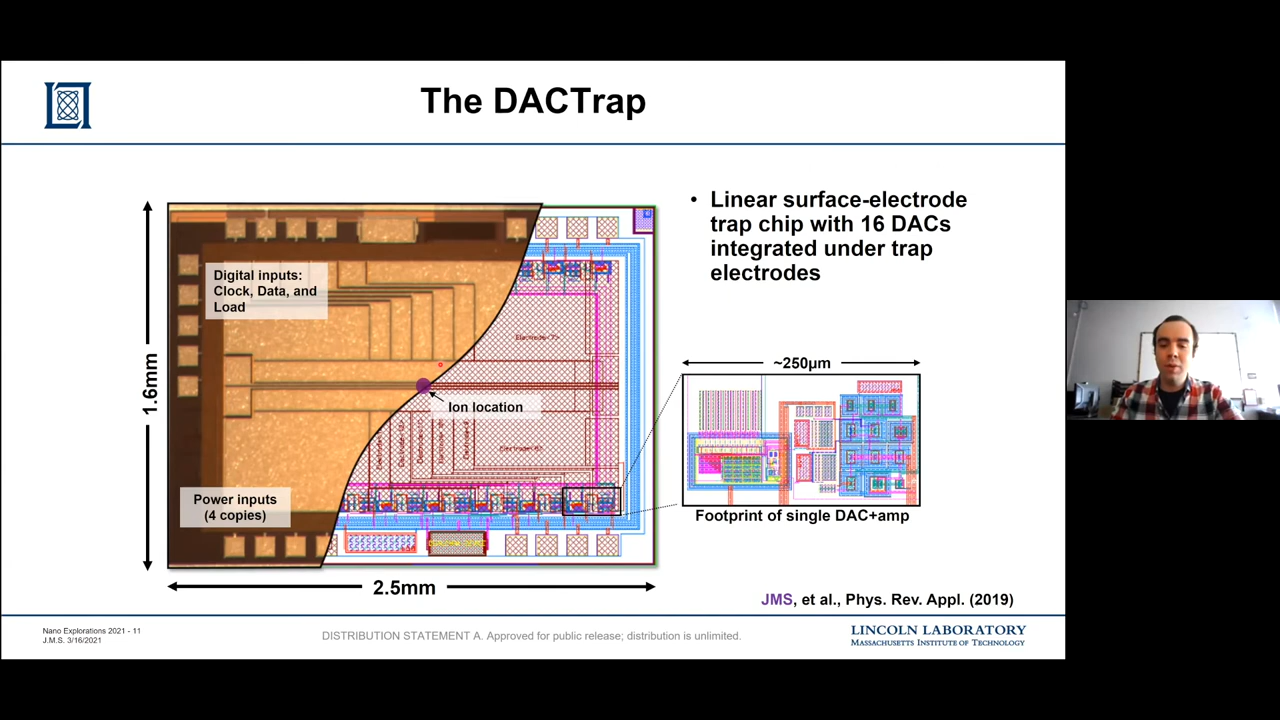 The DACTrap
• Linear surface-electrode
trap chip with 16 DACs
integrated under trap
electrodes
Digital inputs:
Clock, Data, and
Load
1.6mm
Ion location
Power inputs
(4 copies)
2.5mm
~250μm
Footprint of single DAC+amp
JMS, et al., Phys. Rev. Appl. (2019)
Nano Explorations 2021 - 11
J.M.S. 3/16/2021
DISTRIBUTION STATEMENT A. Approved for public release; distribution is unlimited.
LINCOLN LABORATORY
MASSACHUSETTS INSTITUTE OF TECHNOLOGY